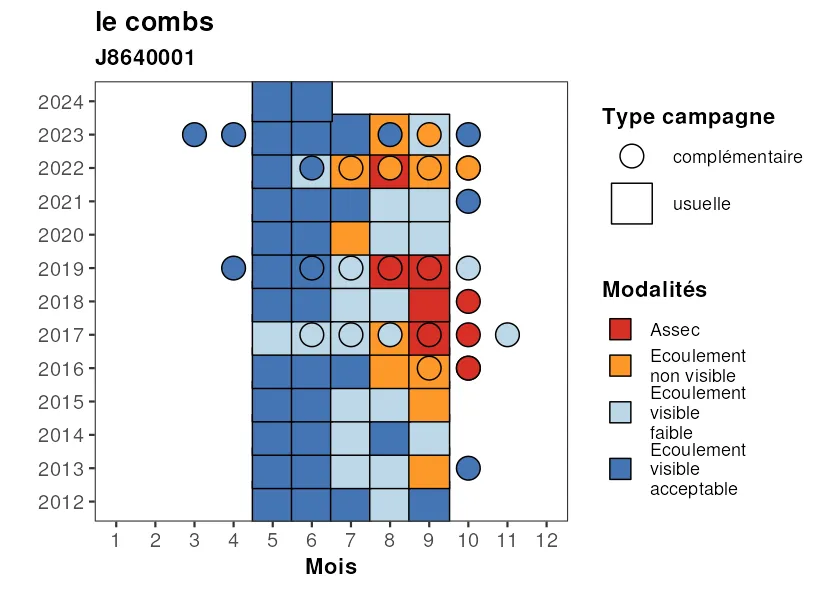 le combs
J8640001
2024
2023
2022
2021
2020
2019
2018
2017
2016
2015
2014
2013
2012
1 2 3 4 5 6 7 8 9 10 11 12
Mois
Type campagne
complémentaire
usuelle
Modalités
Assec
Ecoulement
non visible
Ecoulement
visible
faible
Ecoulement
visible
acceptable